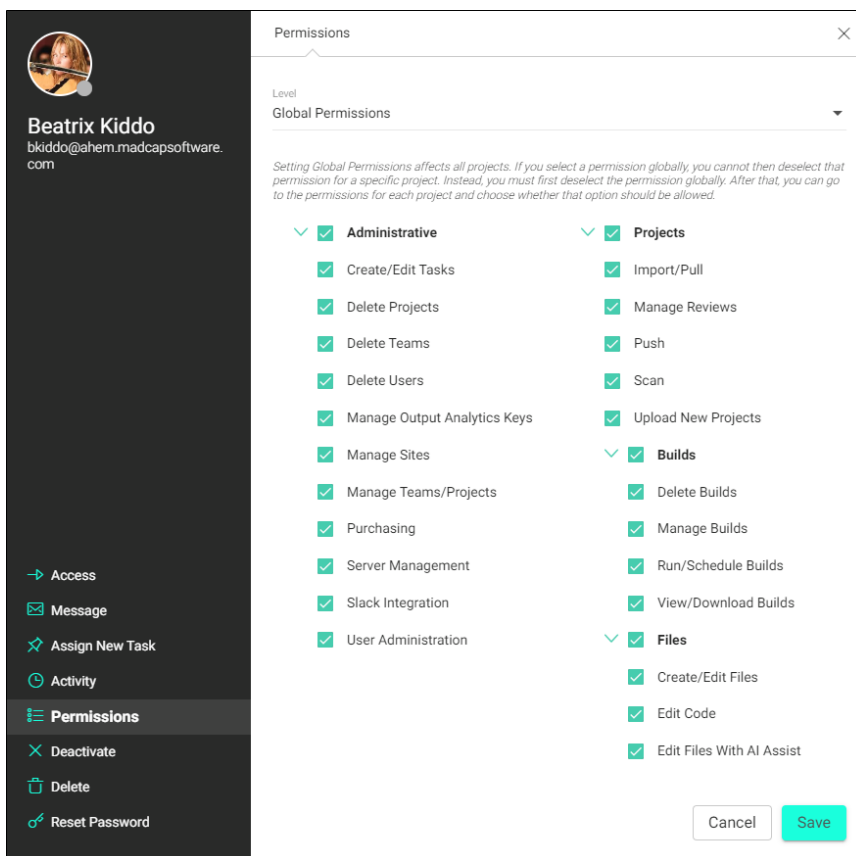 Beatrix Kiddo
bkiddo@ahem.madcapsoftware.
com
Access
Message
Assign New Task
Activity
Permissions
Deactivate
Delete
Reset Password
Permissions
Level
Global Permissions
Setting Global Permissions affects all projects. If you select a permission globally, you cannot then deselect that
permission for a specific project. Instead, you must first deselect the permission globally. After that, you can go
to the permissions for each project and choose whether that option should be allowed.
Administrative
Create/Edit Tasks
Delete Projects
Delete Teams
Delete Users
Manage Output Analytics Keys
Manage Sites
Manage Teams/Projects
Purchasing
Server Management
Slack Integration
User Administration
Projects
Import/Pull
Manage Reviews
Push
Scan
Upload New Projects
Builds
Delete Builds
Manage Builds
Run/Schedule Builds
View/Download Builds
Files
Create/Edit Files
Edit Code
Edit Files With AI Assist
Cancel
Save